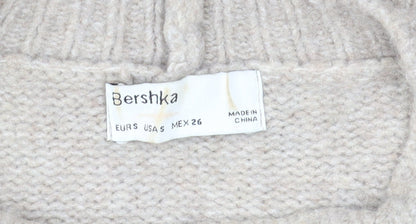 Bershka
EUR S USA S MEX 26
MADE IN
CHINA